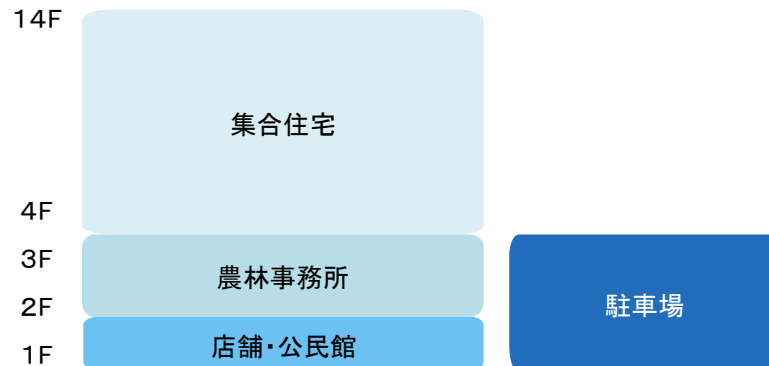 14F
集合住宅
4F
3F
農林事務所
2F
駐車場
店舗・公民館
1F